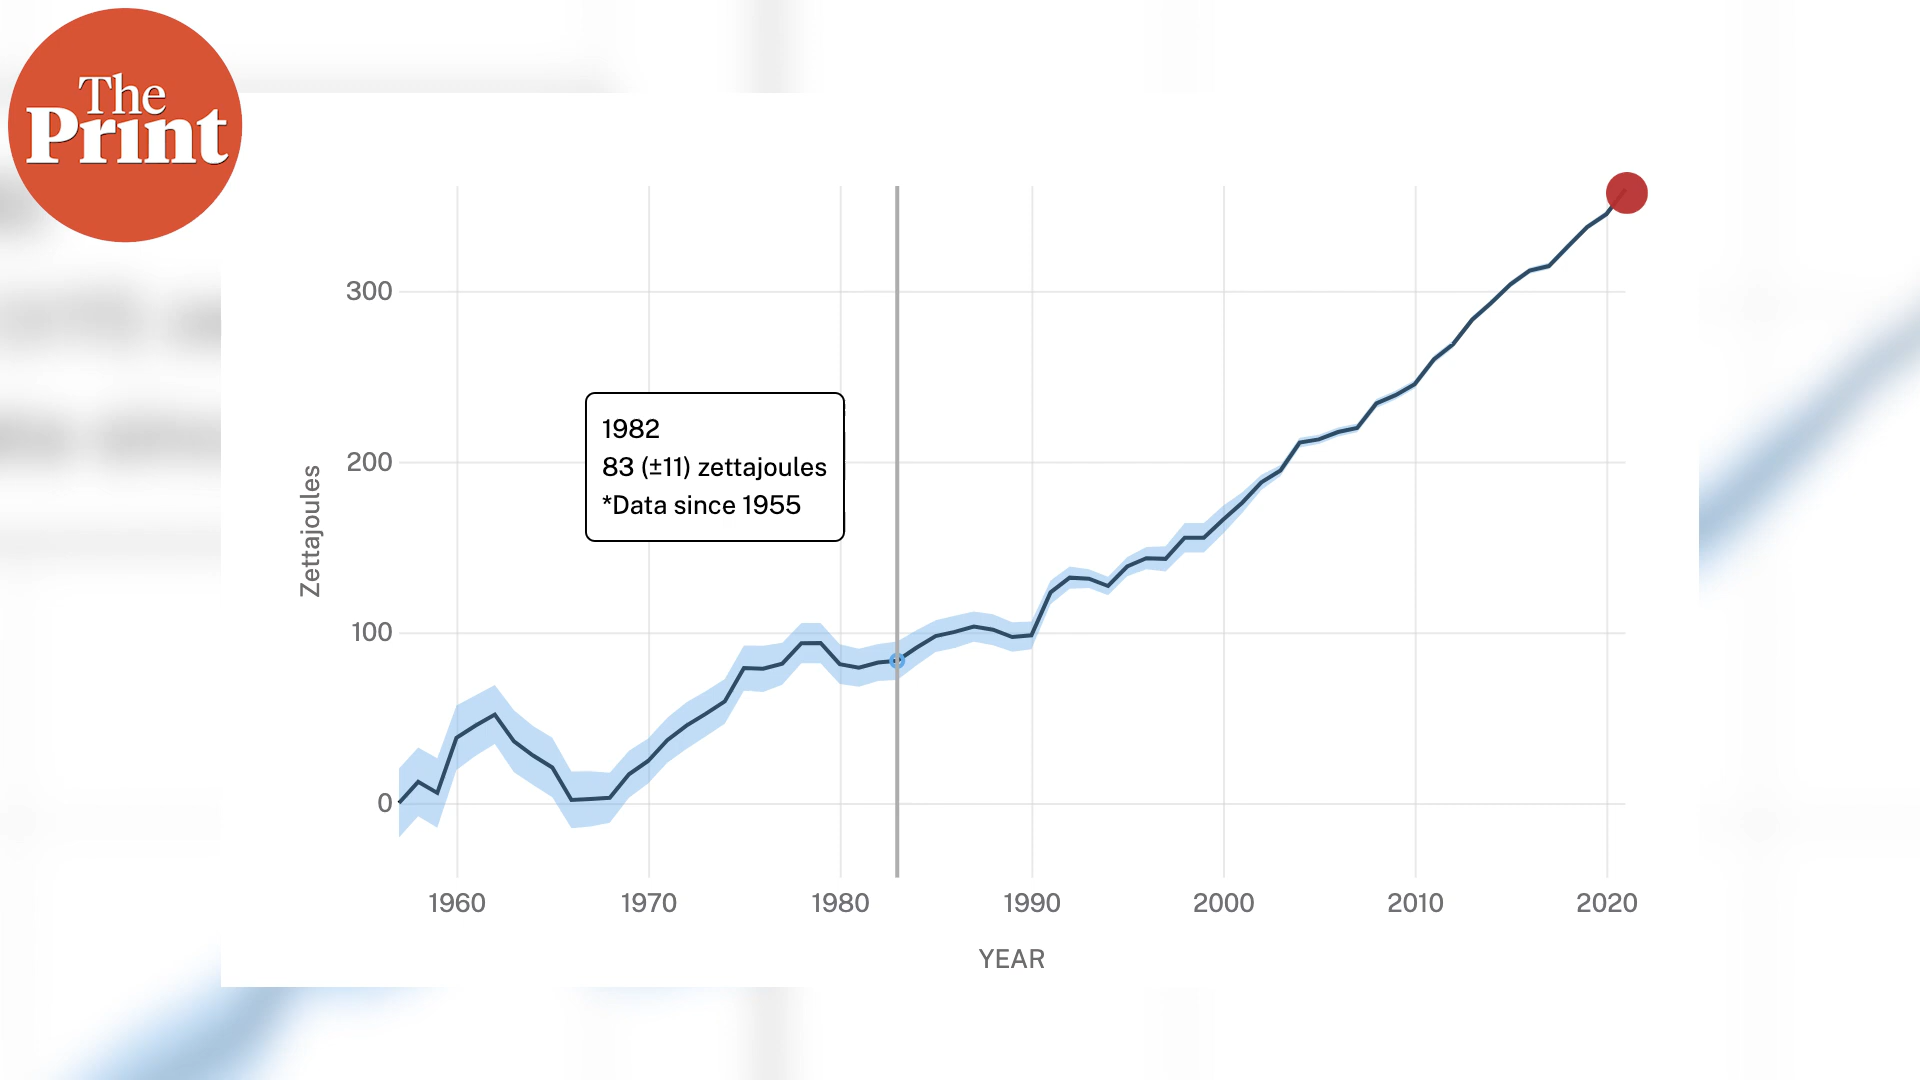 The
Print
300
200
100
0
Zettajoules
1982
83 (±11) zettajoules
*Data since 1955
1960
1970
1980
1990
2000
2010
2020
YEAR